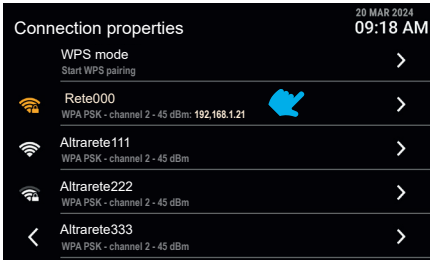 20 MAR 2024
Connection properties
09:18 AM
WPS mode
Start WPS pairing
Rete000
WPA PSK - channel 2 - 45 dBm: 192,168.1.21
Altrarete111
WPA PSK - channel 2 - 45 dBm
Altrarete222
WPA PSK - channel 2 - 45 dBm
Altrarete333
WPA PSK - channel 2 - 45 dBm